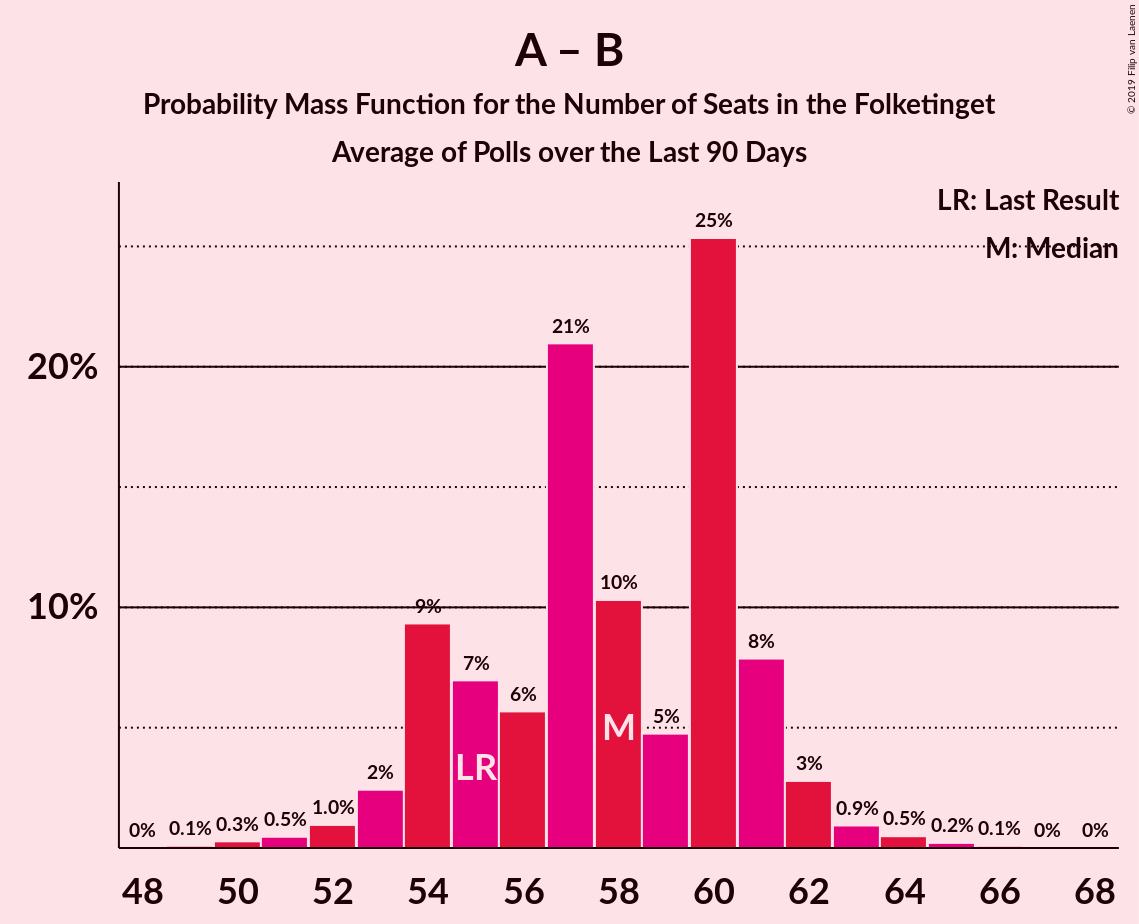 A – B
Probability Mass Function for the Number of Seats in the Folketinget
Average of Polls over the Last 90 Days
© 2019 Filip van Laenen
LR: Last Result
M: Median
25%
21%
20%
10%
10%
9%
8%
7%
6%
5%
M
LR
3%
2%
1.0%
0.9%
0% 0.1% 0.3% 0.5% 0.5% 0.2% 0.1% 0% 0%
48 50 52 54 56 58 60 62 64 66 68